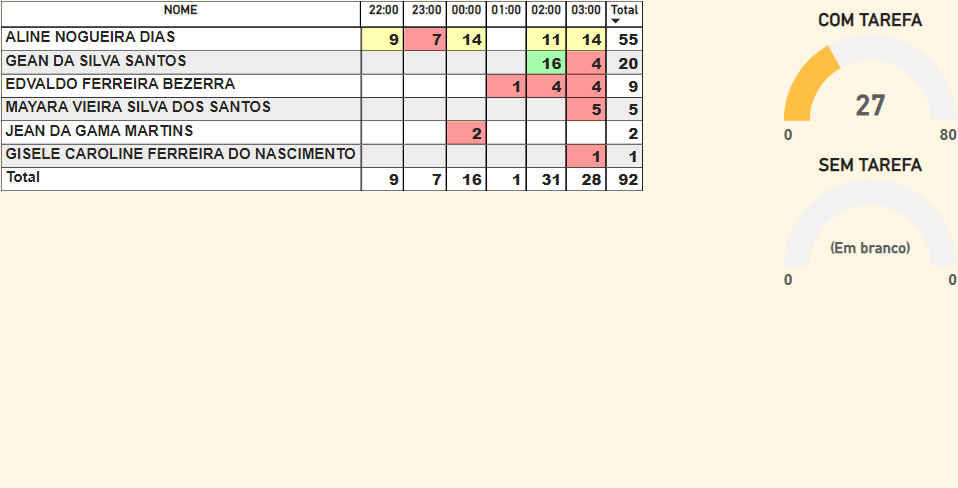 NOME 22:00 23:00 00:00 01:00 02:00 03:00 Total
ALINE NOGUEIRA DIAS 9 7 14 11 14 55
GEAN DA SILVA SANTOS 16 4 20
EDVALDO FERREIRA BEZERRA 1 4 4 9
MAYARA VIEIRA SILVA DOS SANTOS 5 5
JEAN DA GAMA MARTINS 2 2
GISELE CAROLINE FERREIRA DO NASCIMENTO 1 1
Total 9 7 16 1 31 28 92
COM TAREFA
27
0 80
SEM TAREFA
(Em branco)
0 0